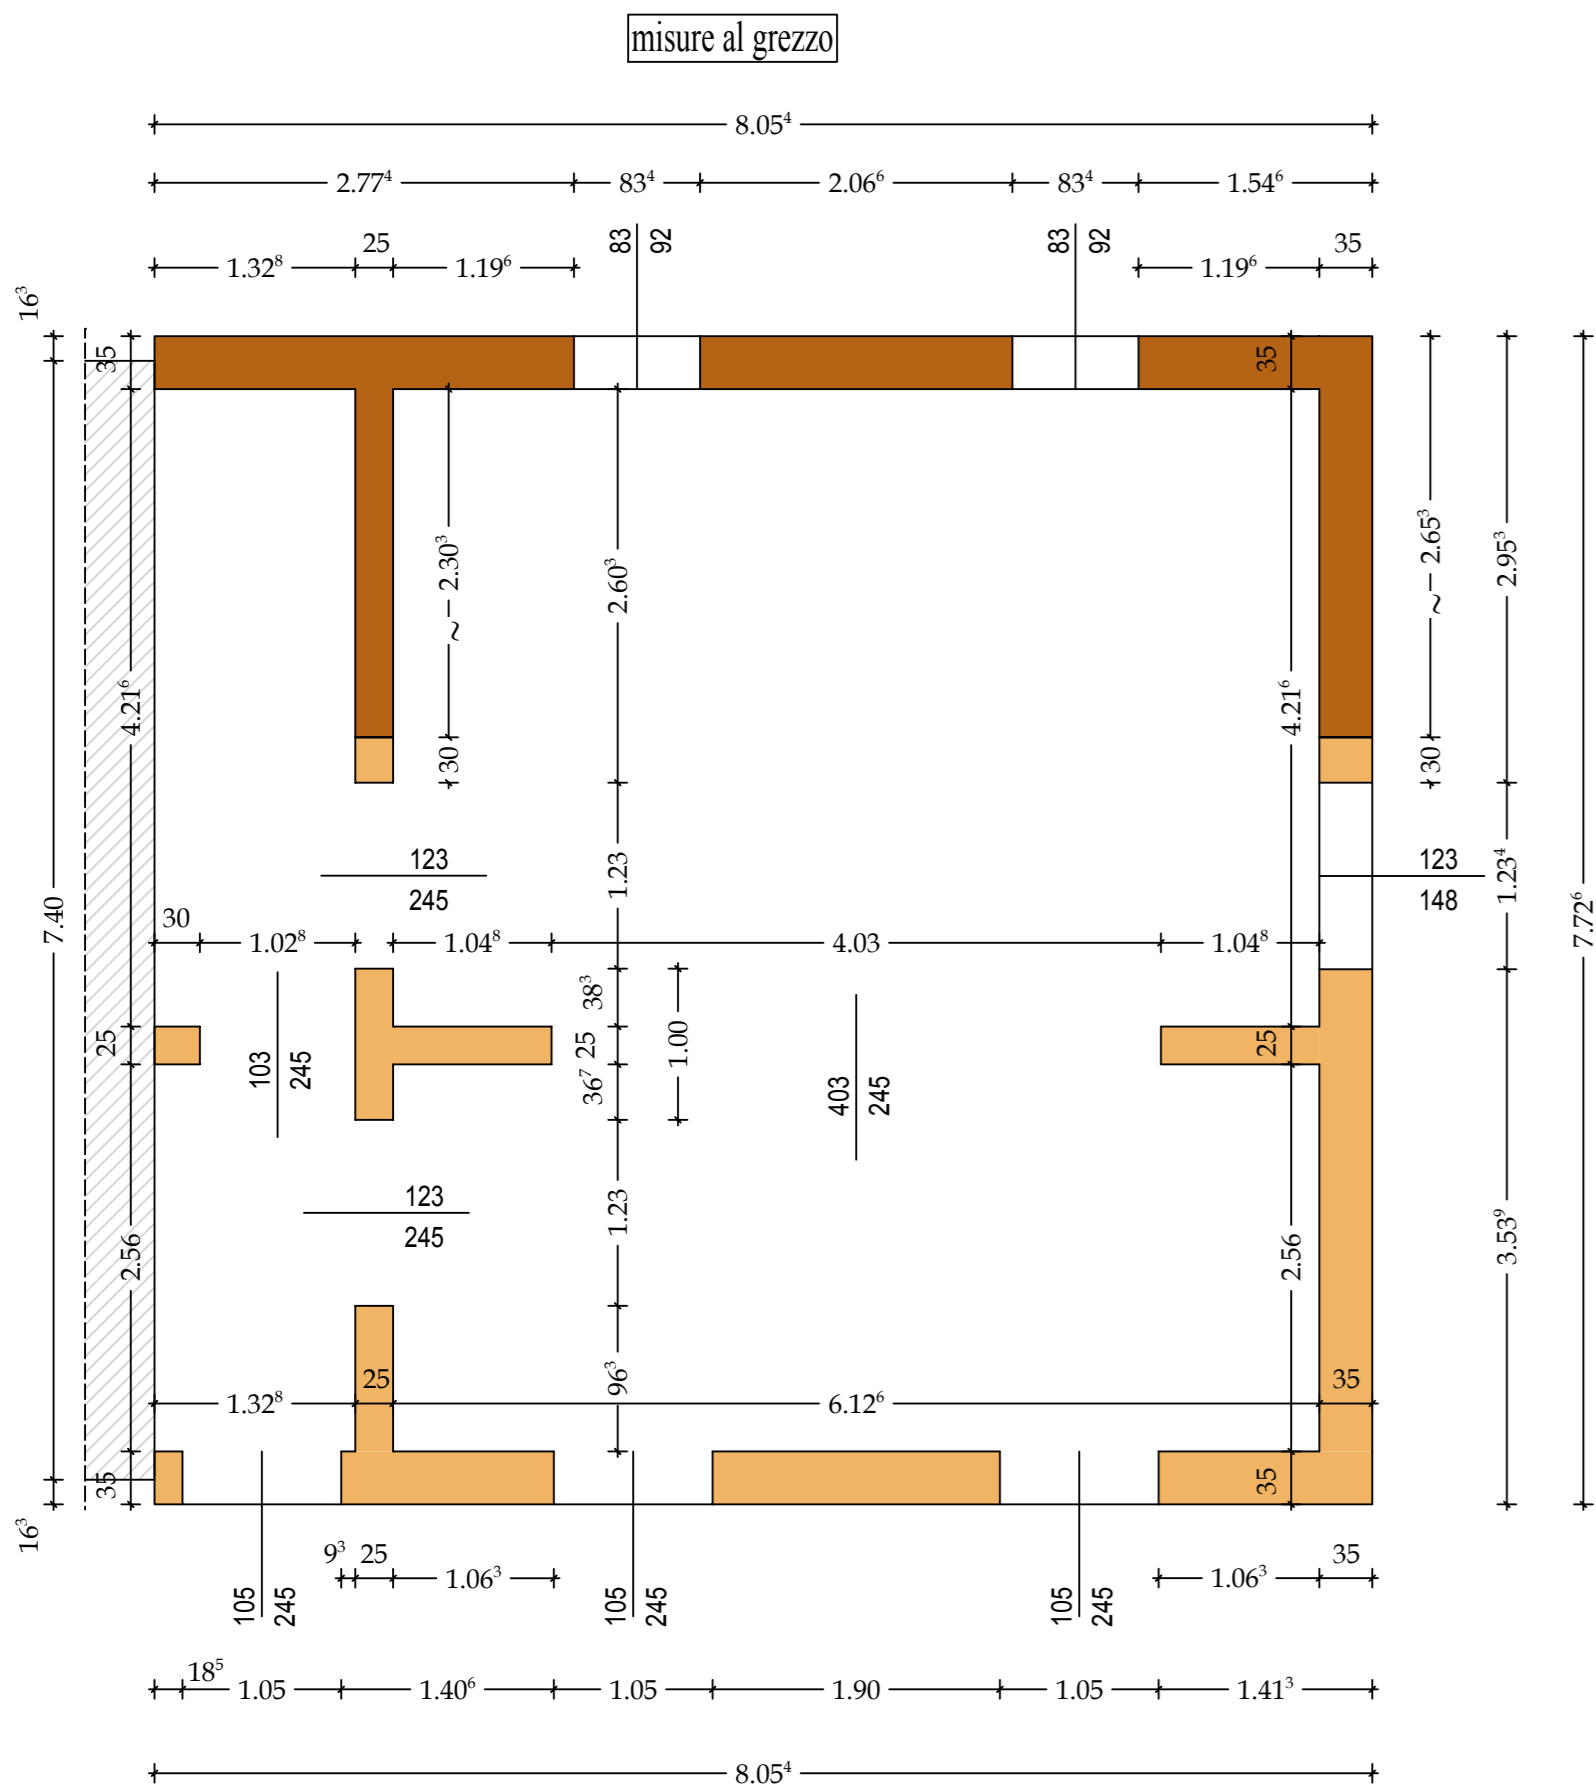 misure al grezzo
8.05⁴
2.77⁴ 83⁴ 2.06⁶ 83⁴ 1.54⁶
83 92 83 92
25 35
1.32⁸ 1.19⁶ 1.19⁶
16³
35 35
~ 2.30³ 2.60³ ~ 2.65³ 2.95³
4.21⁶ 4.21⁶
30 30
123 1.23 123 1.23⁴
245 148
7.40 7.72⁶
30
1.02⁸ 1.04⁸ 4.03 1.04⁸
38³
25 25 1.00 25
103 245 36⁷ 403 245
123
245
1.23
2.56 2.56 3.53⁹
25 96³ 35
1.32⁸ 6.12⁶
35 35
16³
9³ 25 35
1.06³ 1.06³
105 245 105 245 105 245
18⁵
1.05 1.40⁶ 1.05 1.90 1.05 1.41³
8.05⁴